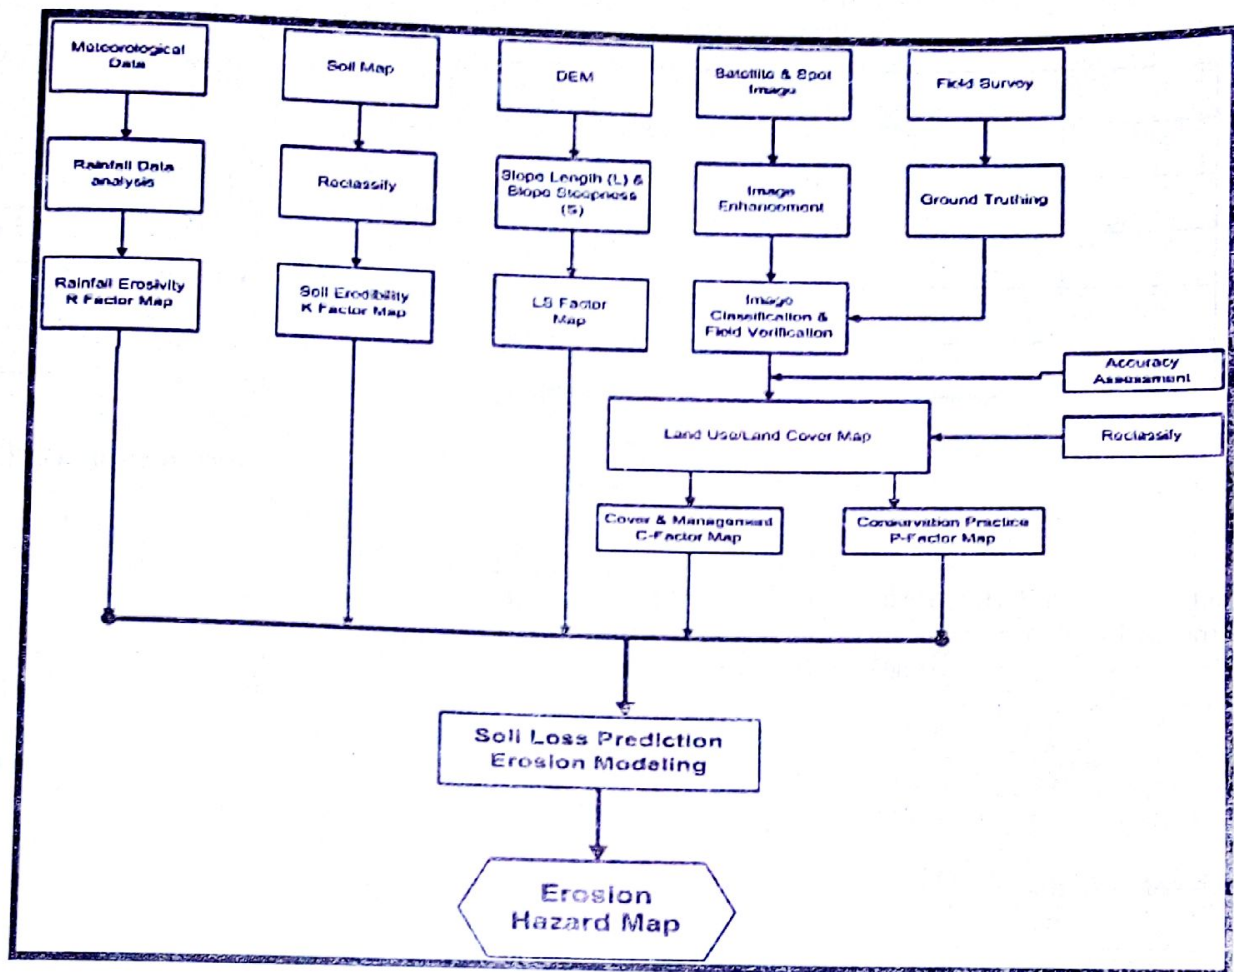 Meteorological
Data
Soil Map
DEM
Satellite & Spot
Image
Field Survey
Rainfall Data
analysis
Reclassify
Slope Length (L) &
Slope Steepness
(S)
Image
Enhancement
Ground Truthing
Rainfall Erosivity
R Factor Map
Soil Erodibility
K Factor Map
LS Factor
Map
Image
Classification &
Field Verification
Accuracy
Assessment
Land Use/Land Cover Map
Reclassify
Cover & Management
C-Factor Map
Conservation Practice
P-Factor Map
Soil Loss Prediction
Erosion Modeling
Erosion
Hazard Map